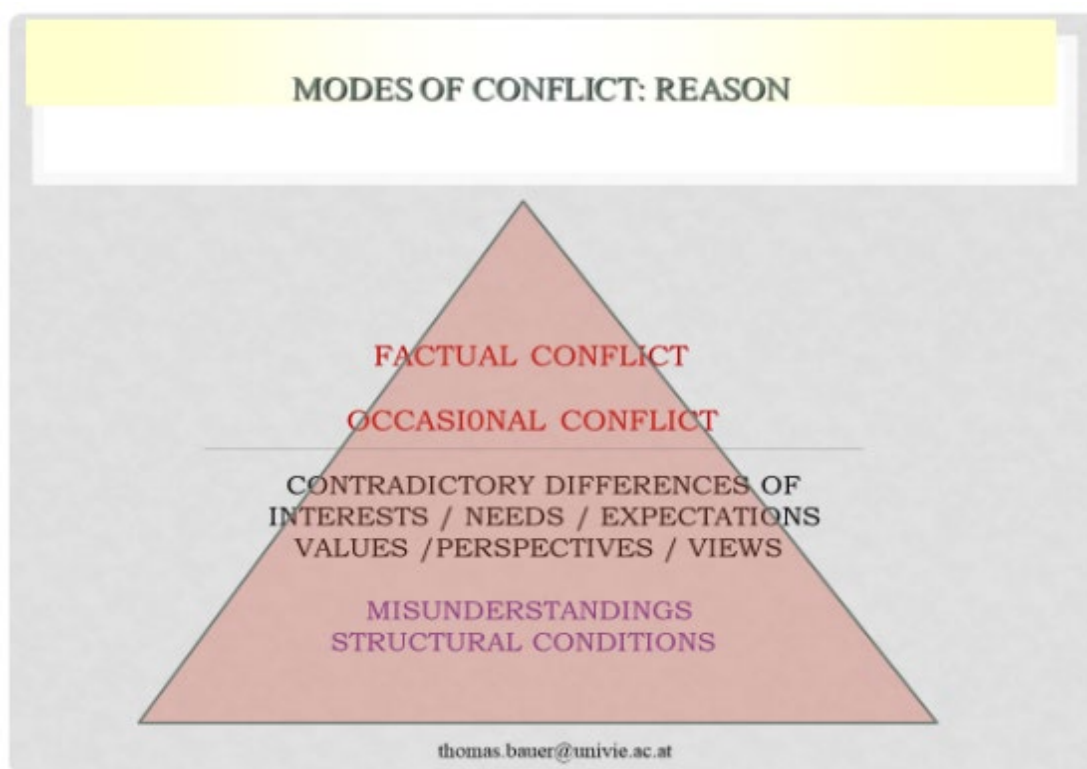 MODES OF CONFLICT: REASON
FACTUAL CONFLICT
OCCASI0NAL CONFLICT
CONTRADICTORY DIFFERENCES OF
INTERESTS / NEEDS / EXPECTATIONS
VALUES /PERSPECTIVES / VIEWS
MISUNDERSTANDINGS
STRUCTURAL CONDITIONS
thomas.bauer@univie.ac.at